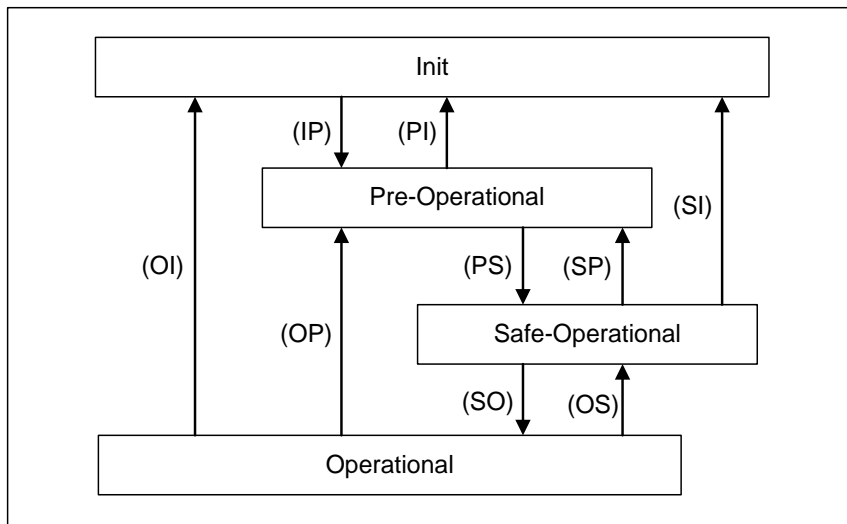 Init
(IP)
(PI)
Pre-Operational
(SI)
(OI)
(PS)
(SP)
(OP)
Safe-Operational
(SO)
(OS)
Operational